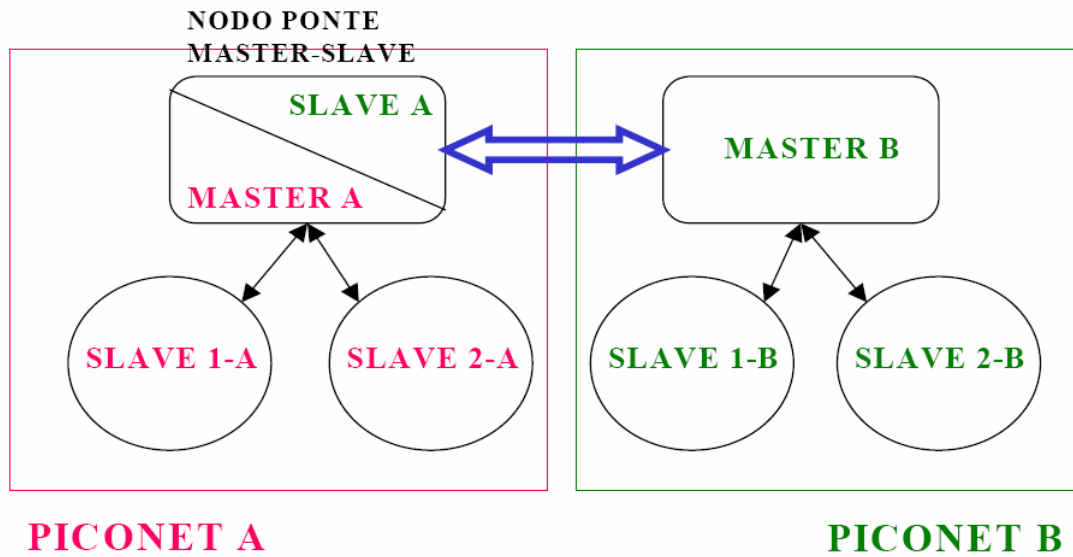 NODO PONTE
MASTER-SLAVE
SLAVE A
MASTER A
MASTER B
SLAVE 1-A
SLAVE 2-A
SLAVE 1-B
SLAVE 2-B
PICONET A
PICONET B